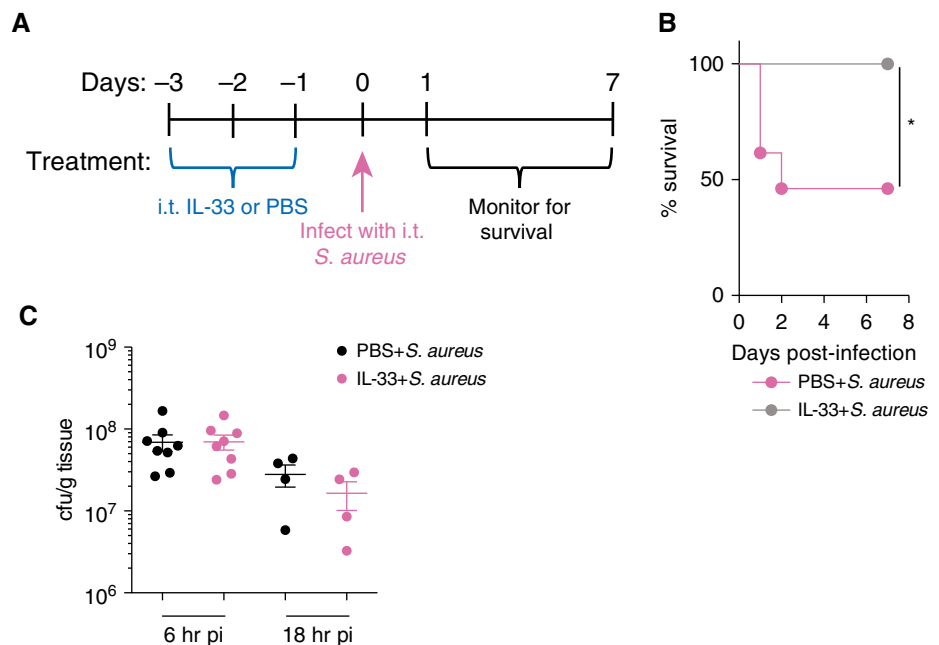 A
Days: –3 –2 –1 0 1 7
Treatment:
i.t. IL-33 or PBS
Infect with i.t.
S. aureus
Monitor for
survival
B
% survival
100
50
0
*
0 2 4 6 8
Days post-infection
PBS+S. aureus
IL-33+S. aureus
C
cfu/g tissue
10⁹
10⁸
10⁷
10⁶
PBS+S. aureus
IL-33+S. aureus
6 hr pi 18 hr pi